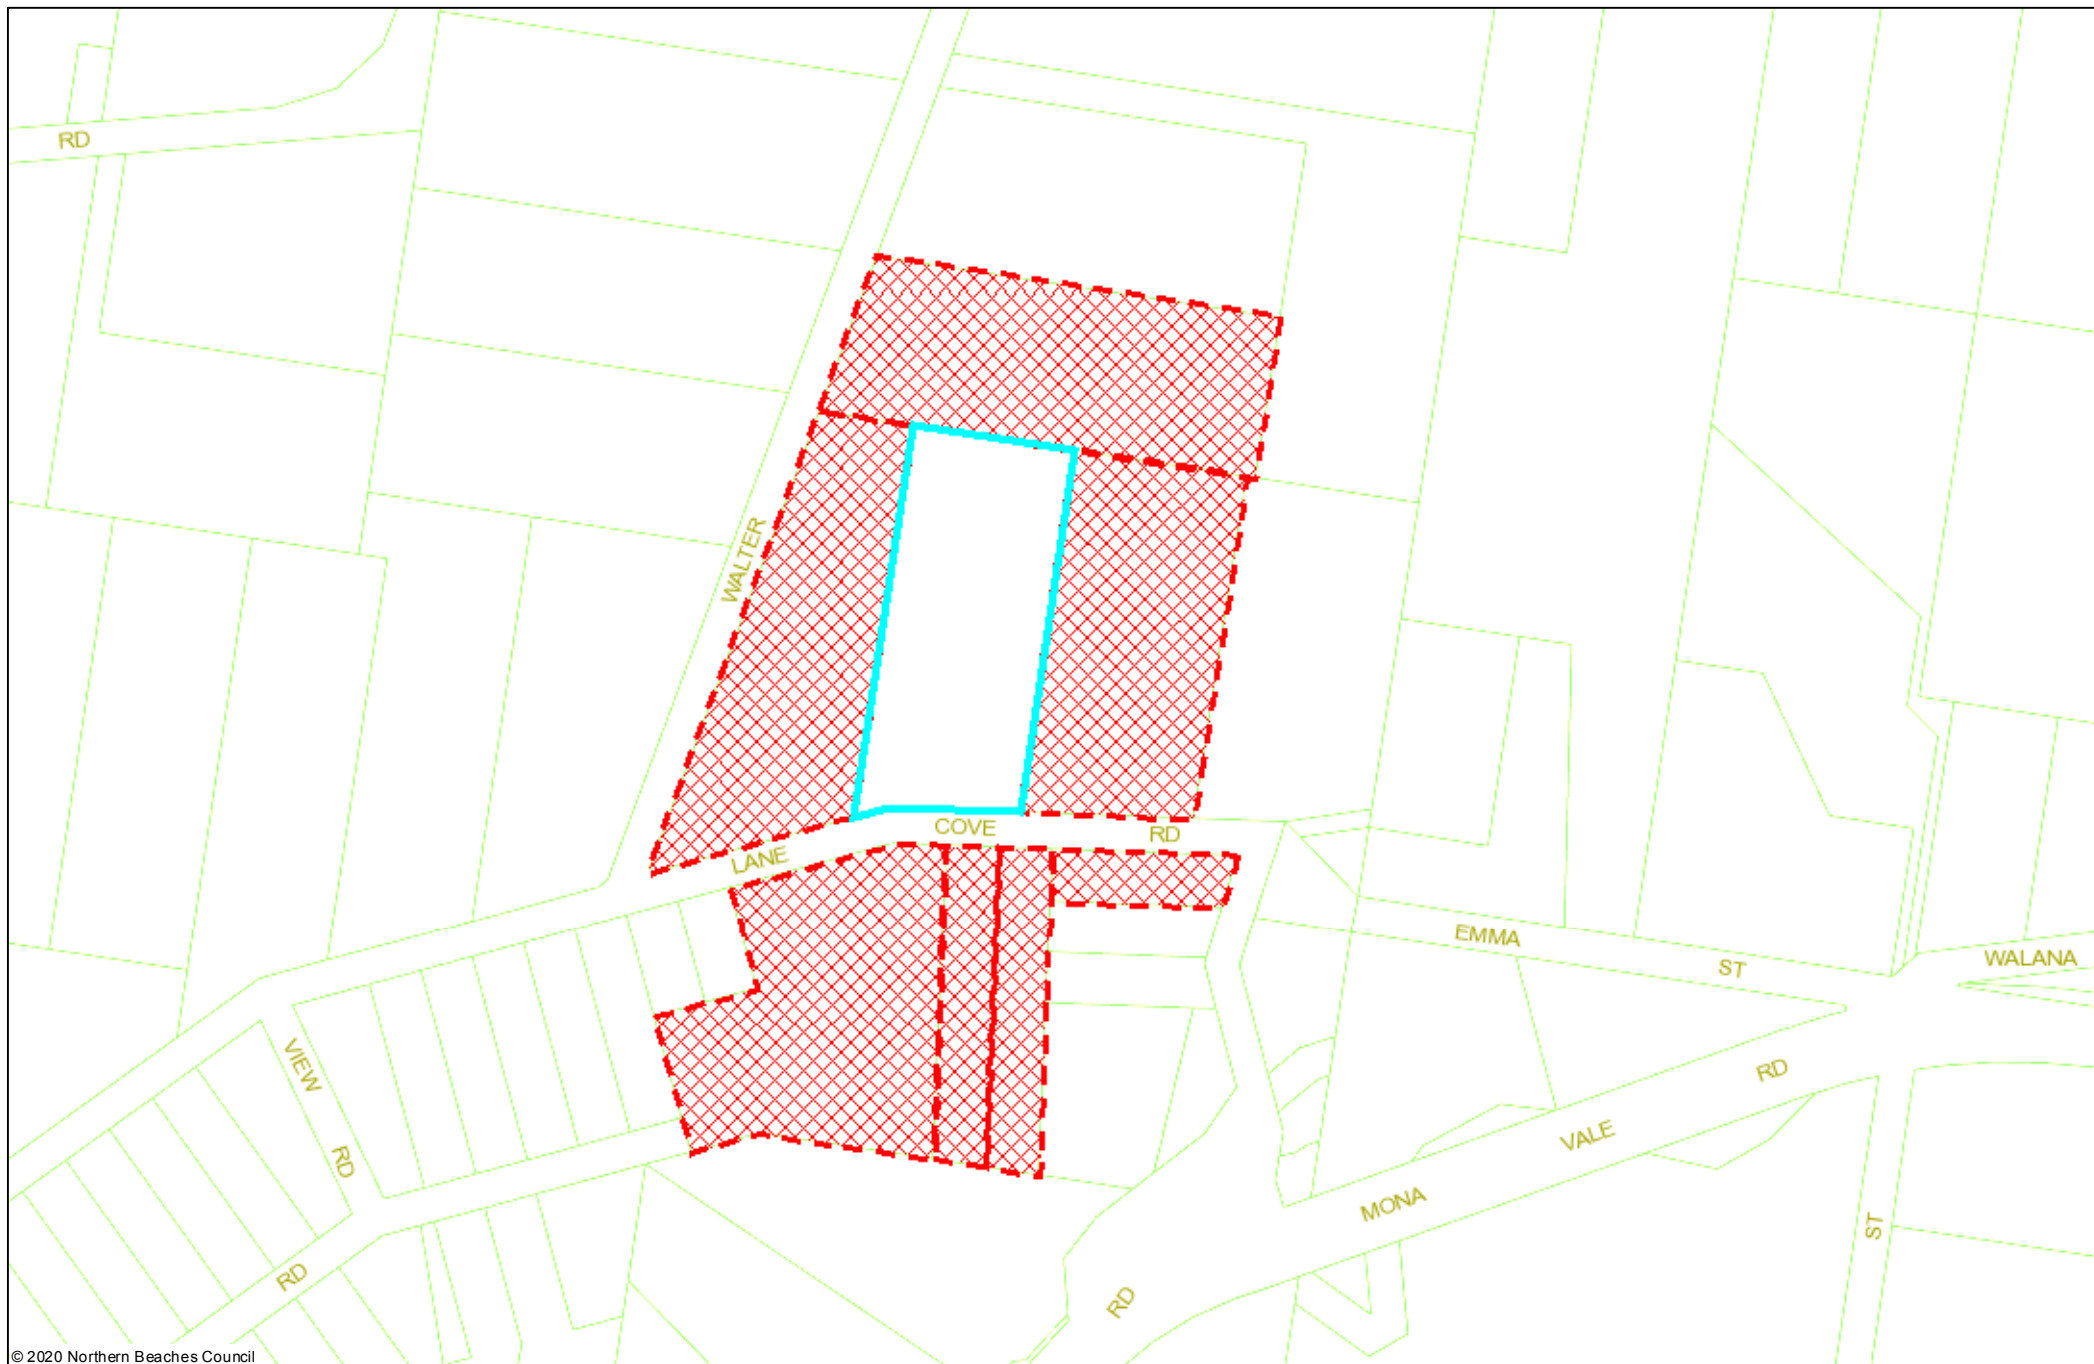 RD
WALTER
COVE
RD
LANE
EMMA
ST
WALANA
VIEW
RD
RD
MONA
VALE
RD
RD
ST
© 2020 Northern Beaches Council